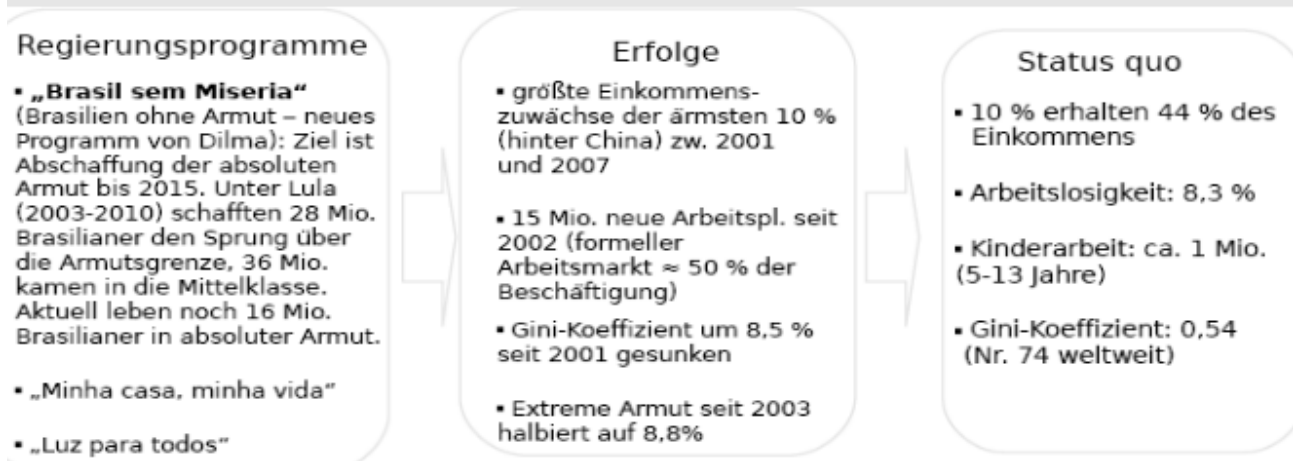 Regierungsprogramme
▪ „Brasil sem Miseria“
(Brasilien ohne Armut – neues
Programm von Dilma): Ziel ist
Abschaffung der absoluten
Armut bis 2015. Unter Lula
(2003-2010) schafften 28 Mio.
Brasilianer den Sprung über
die Armutsgrenze, 36 Mio.
kamen in die Mittelklasse.
Aktuell leben noch 16 Mio.
Brasilianer in absoluter Armut.
▪ „Minha casa, minha vida“
▪ „Luz para todos“
Erfolge
▪ größte Einkommens-
zuwächse der ärmsten 10 %
(hinter China) zw. 2001
und 2007
▪ 15 Mio. neue Arbeitspl. seit
2002 (formeller
Arbeitsmarkt ≈ 50 % der
Beschäftigung)
▪ Gini-Koeffizient um 8,5 %
seit 2001 gesunken
▪ Extreme Armut seit 2003
halbiert auf 8,8%
Status quo
▪ 10 % erhalten 44 % des
Einkommens
▪ Arbeitslosigkeit: 8,3 %
▪ Kinderarbeit: ca. 1 Mio.
(5-13 Jahre)
▪ Gini-Koeffizient: 0,54
(Nr. 74 weltweit)